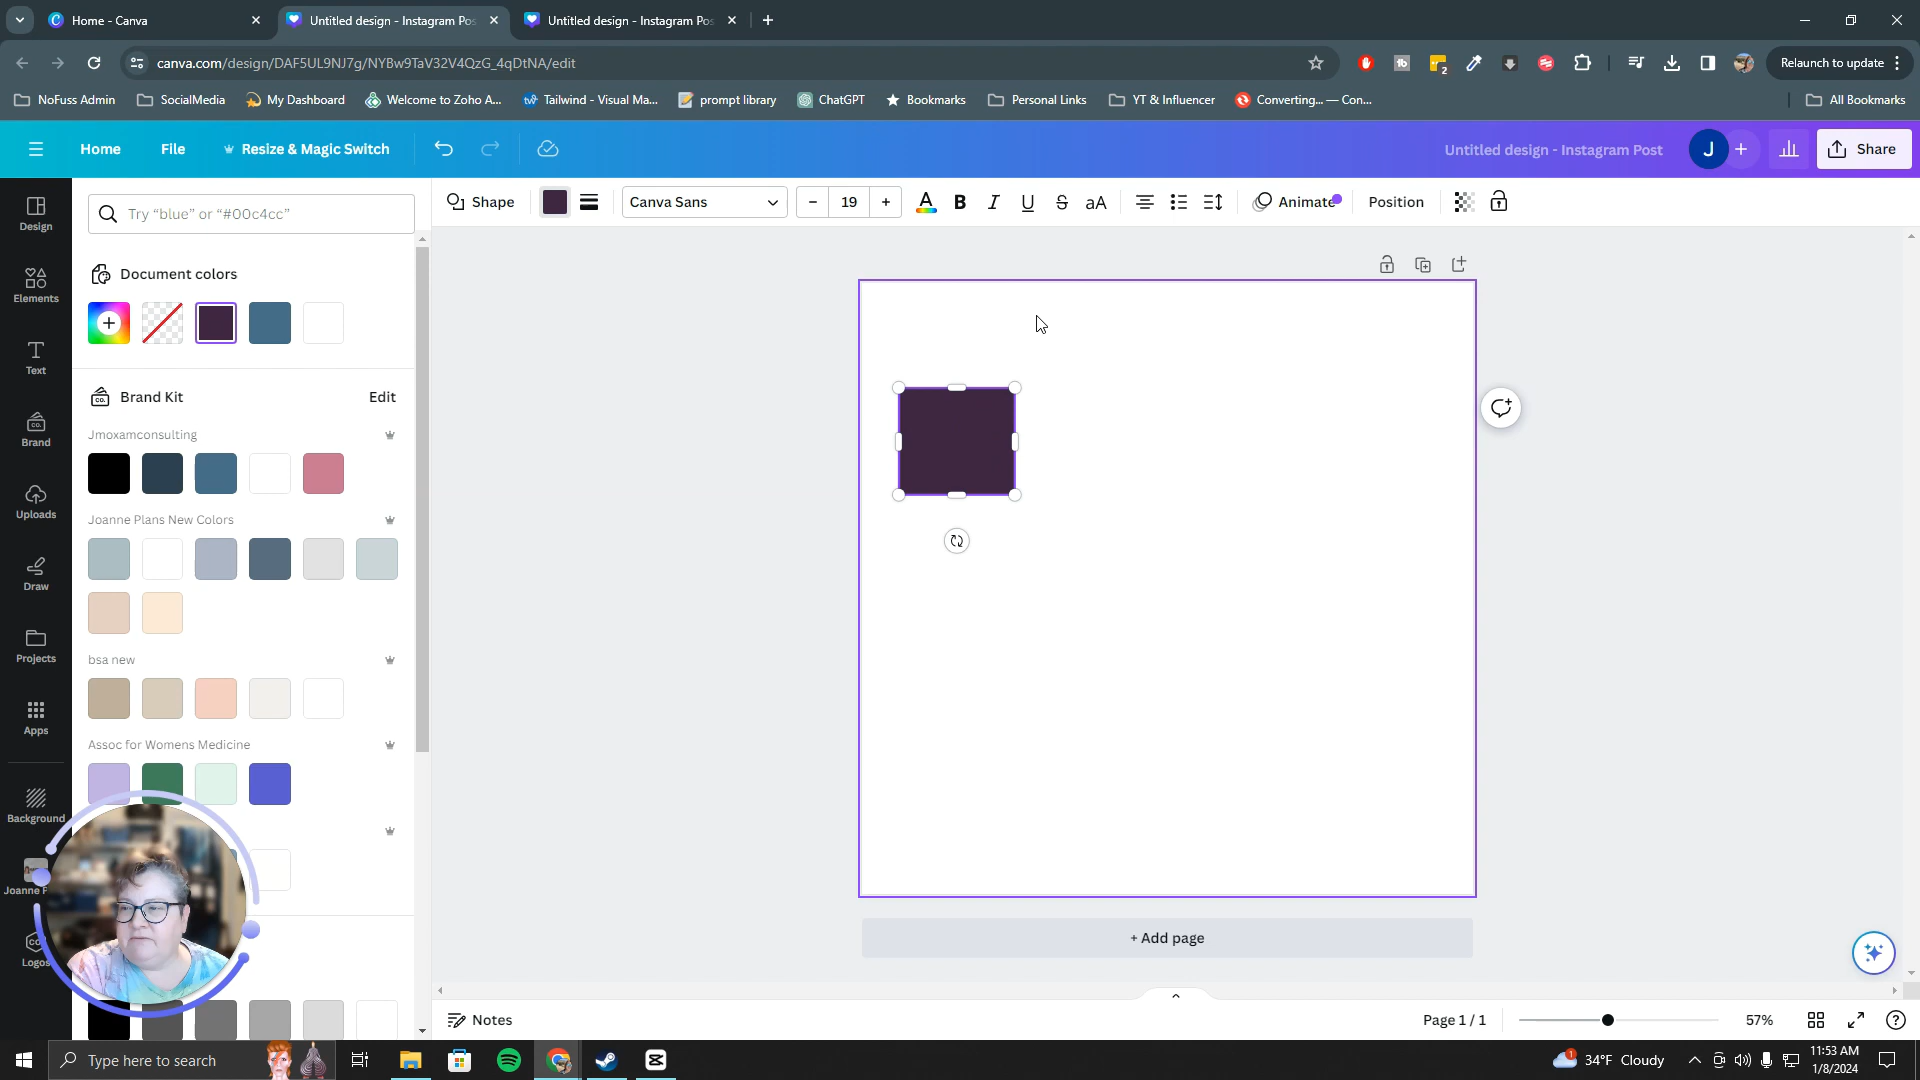 Home - Canva
Untitled design - Instagram Pos
Untitled design - Instagram Pos
canva.com/design/DAF5UL9NJ7g/NYBw9TaV32V4QzG_4qDtNA/edit
Relaunch to update
NoFuss Admin
SocialMedia
My Dashboard
Welcome to Zoho A...
Tailwind - Visual Ma...
prompt library
ChatGPT
Bookmarks
Personal Links
YT & Influencer
Converting... — Con...
All Bookmarks
Home
File
Resize & Magic Switch
Untitled design - Instagram Post
J
Share
Design
Elements
Text
Brand
Uploads
Draw
Projects
Apps
Background
Joanne P
Logos
Try “blue” or “#00c4cc”
Document colors
Brand Kit
Edit
Jmoxamconsulting
Joanne Plans New Colors
bsa new
Assoc for Womens Medicine
Shape
Canva Sans
19
A B I U S aA
Animate
Position
+ Add page
Notes
Page 1 / 1
57%
Type here to search
34°F Cloudy
11:53 AM
1/8/2024